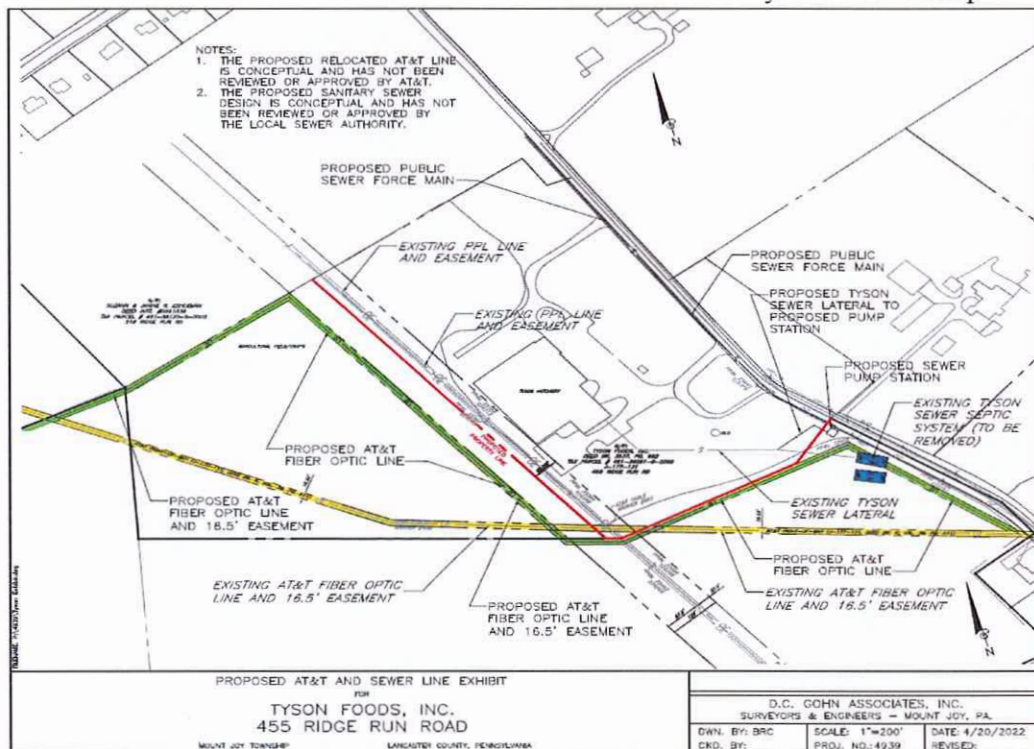 NOTES:
1. THE PROPOSED RELOCATED AT&T LINE
IS CONCEPTUAL AND HAS NOT BEEN
REVIEWED OR APPROVED BY AT&T.
2. THE PROPOSED SANITARY SEWER
DESIGN IS CONCEPTUAL AND HAS NOT
BEEN REVIEWED OR APPROVED BY
THE LOCAL SEWER AUTHORITY.
N
PROPOSED PUBLIC
SEWER FORCE MAIN
EXISTING PPL LINE
AND EASEMENT
PROPOSED PUBLIC
SEWER FORCE MAIN
PROPOSED TYSON
SEWER LATERAL TO
PROPOSED PUMP
STATION
EXISTING (PPL) LINE
AND EASEMENT
PROPOSED SEWER
PUMP STATION
EXISTING TYSON
SEWER SEPTIC
SYSTEM (TO BE
REMOVED)
PROPOSED AT&T
FIBER OPTIC LINE
PROPERTY LINE
PROPOSED AT&T
FIBER OPTIC LINE
AND 16.5' EASEMENT
EXISTING TYSON
SEWER LATERAL
PROPOSED AT&T
FIBER OPTIC LINE
EXISTING AT&T FIBER OPTIC
LINE AND 16.5' EASEMENT
EXISTING AT&T FIBER OPTIC
LINE AND 16.5' EASEMENT
PROPOSED AT&T
FIBER OPTIC LINE
AND 16.5' EASEMENT
N
PROPOSED AT&T AND SEWER LINE EXHIBIT
FOR
TYSON FOODS, INC.
455 RIDGE RUN ROAD
MOUNT JOY TOWNSHIP LANCASTER COUNTY, PENNSYLVANIA
D.C. GOHN ASSOCIATES, INC.
SURVEYORS & ENGINEERS – MOUNT JOY, PA.
DWN. BY: BRC SCALE: 1"=200' DATE: 4/20/2022
CKD. BY: PROJ. NO.: 4939 REVISED: